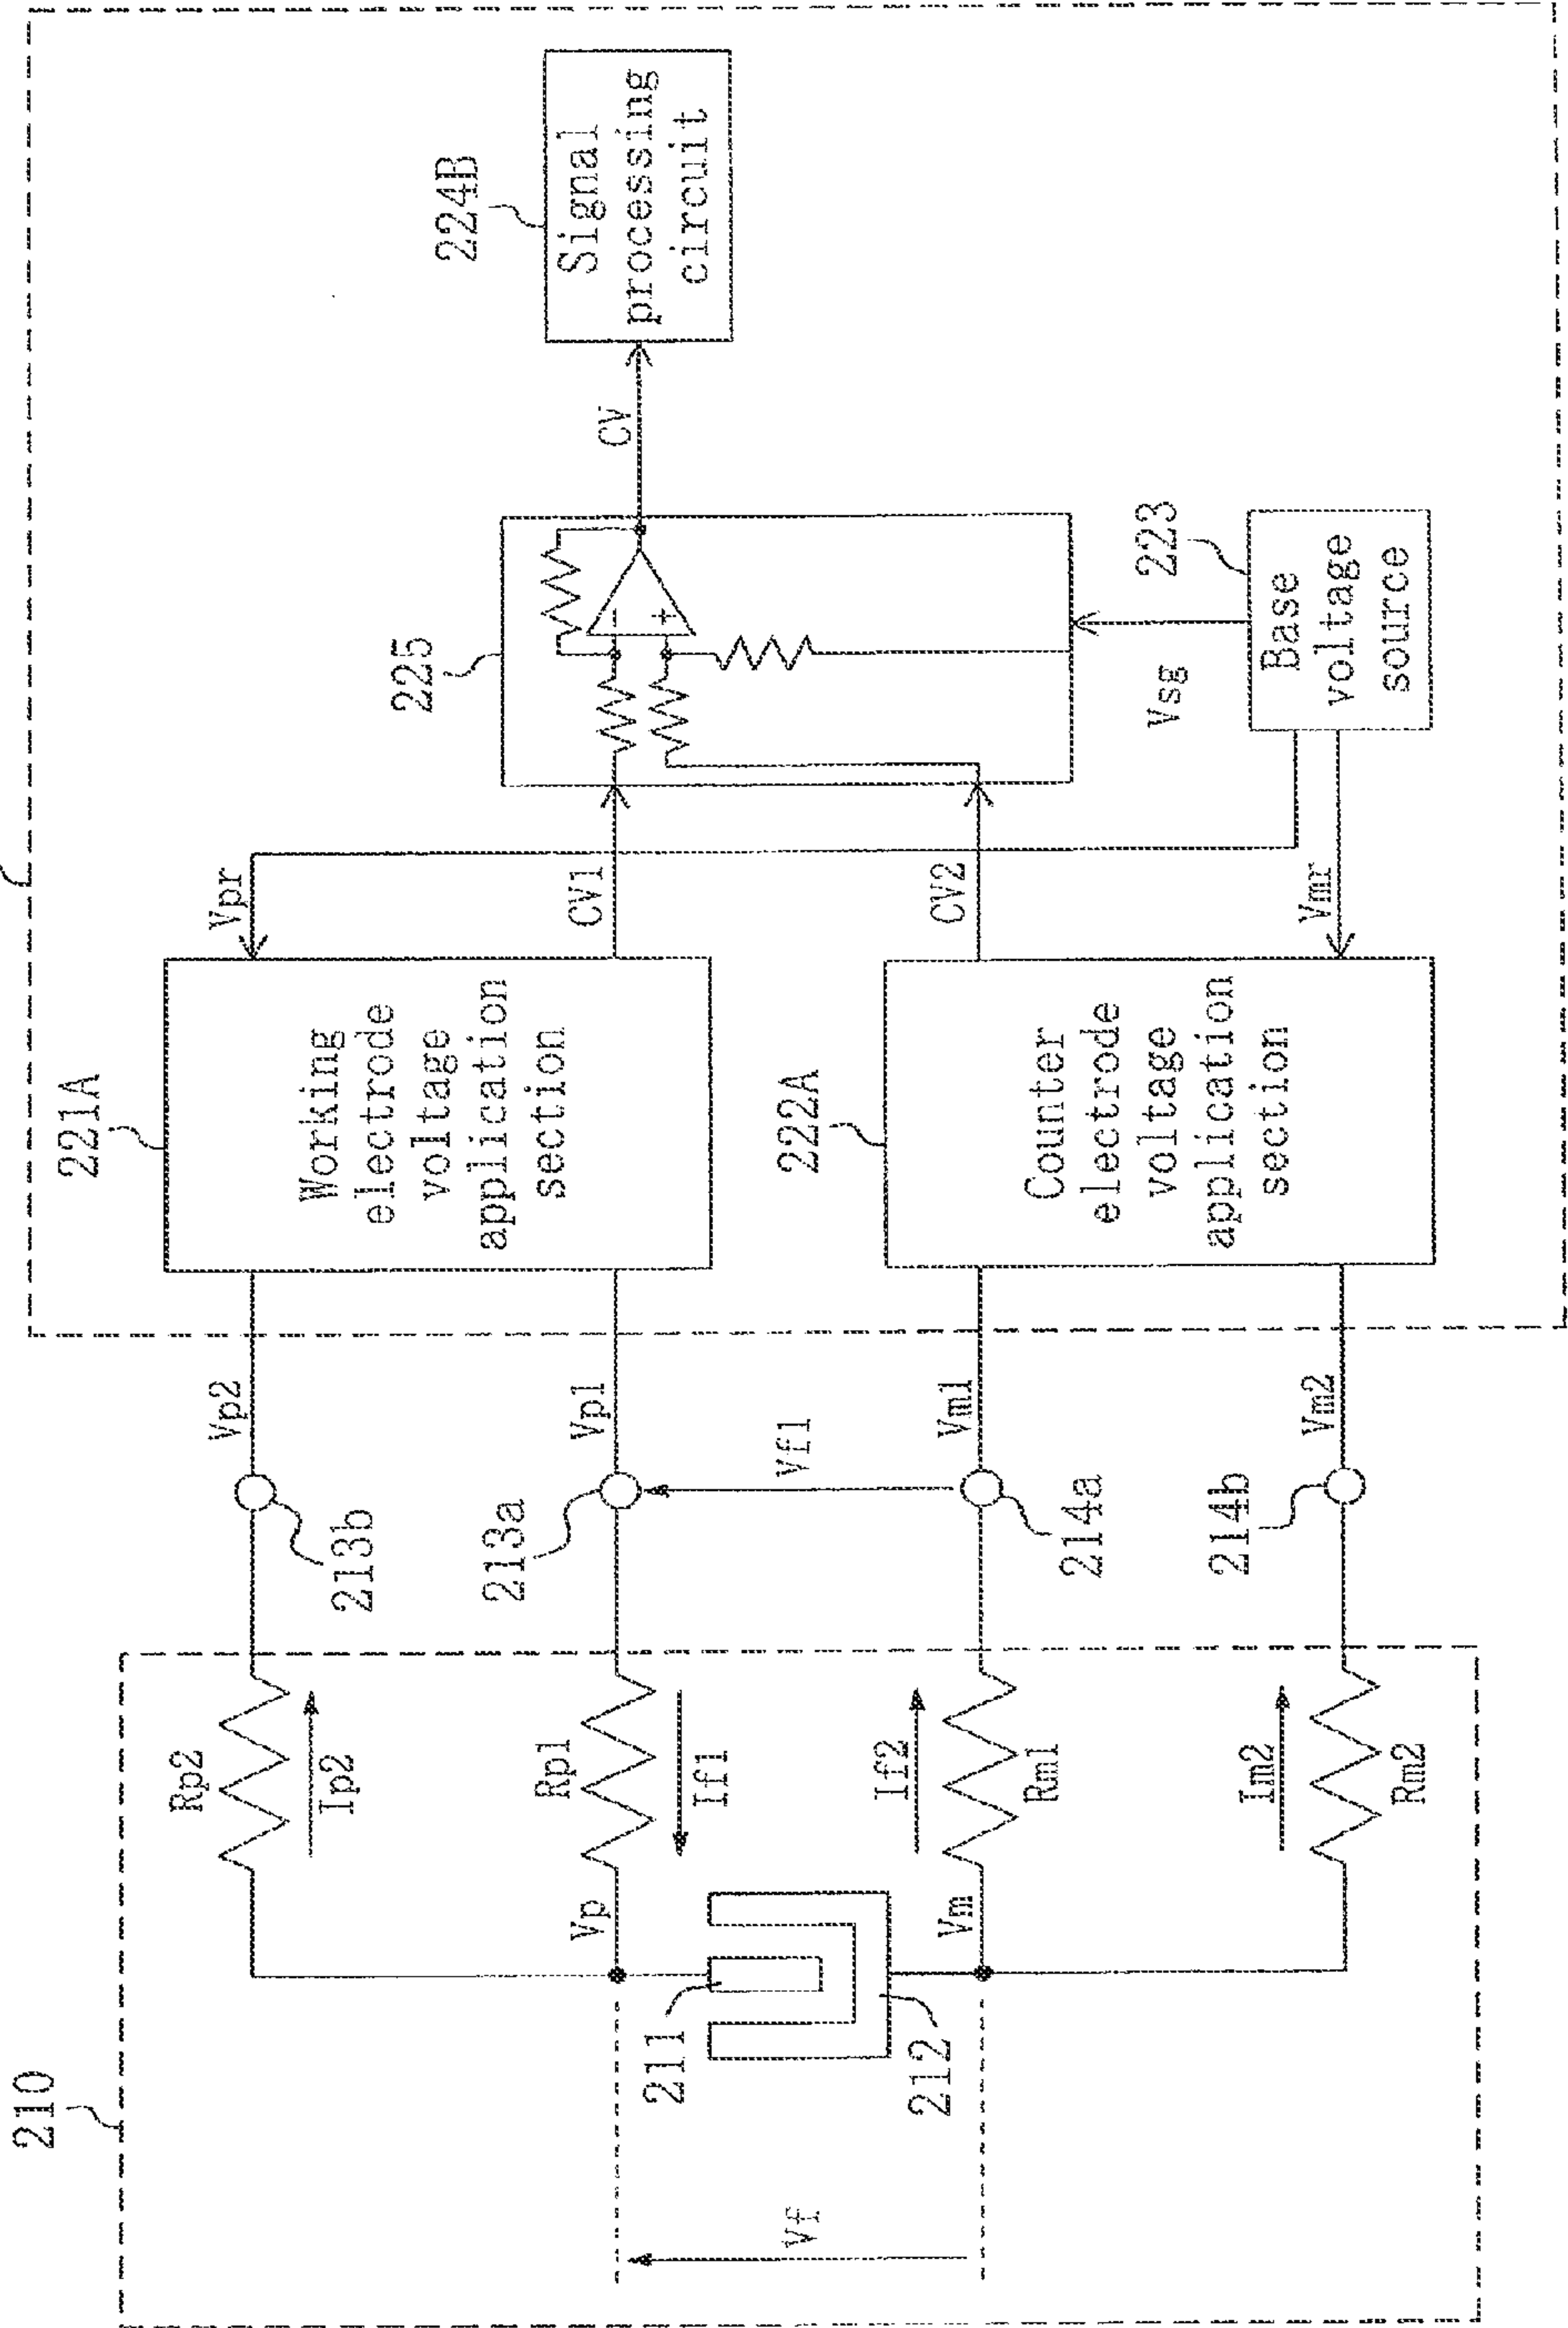 210
Vf
Rp2
Ip2
Vp
Rp1
If1
211
212
Vm
If2
Rm1
Im2
Rm2
213b
213a
Vf1
214a
214b
Vp2
Vp1
Vm1
Vm2
221A
Working
electrode
voltage
application
section
222A
Counter
electrode
voltage
application
section
Vpr
CV1
CV2
Vmr
225
−
+
Vsg
223
Base
voltage
source
CV
224B
Signal
processing
circuit